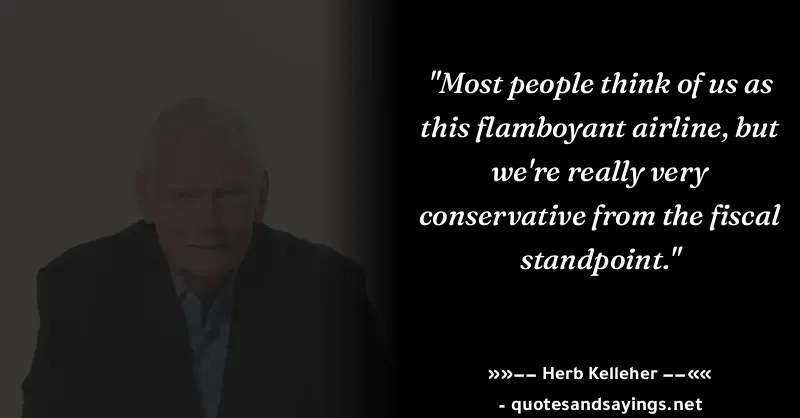 "Most people think of us as
this flamboyant airline, but
we're really very
conservative from the fiscal
standpoint."
»»−− Herb Kelleher −−««
- quotesandsayings.net